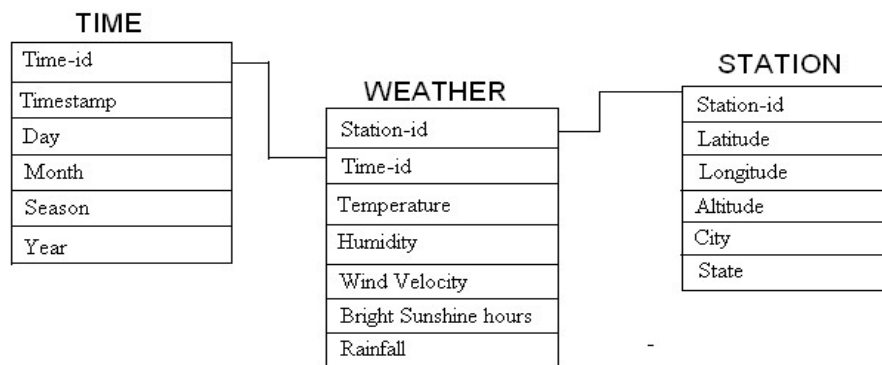 TIME
Time-id
Timestamp
Day
Month
Season
Year
WEATHER
Station-id
Time-id
Temperature
Humidity
Wind Velocity
Bright Sunshine hours
Rainfall
STATION
Station-id
Latitude
Longitude
Altitude
City
State
-